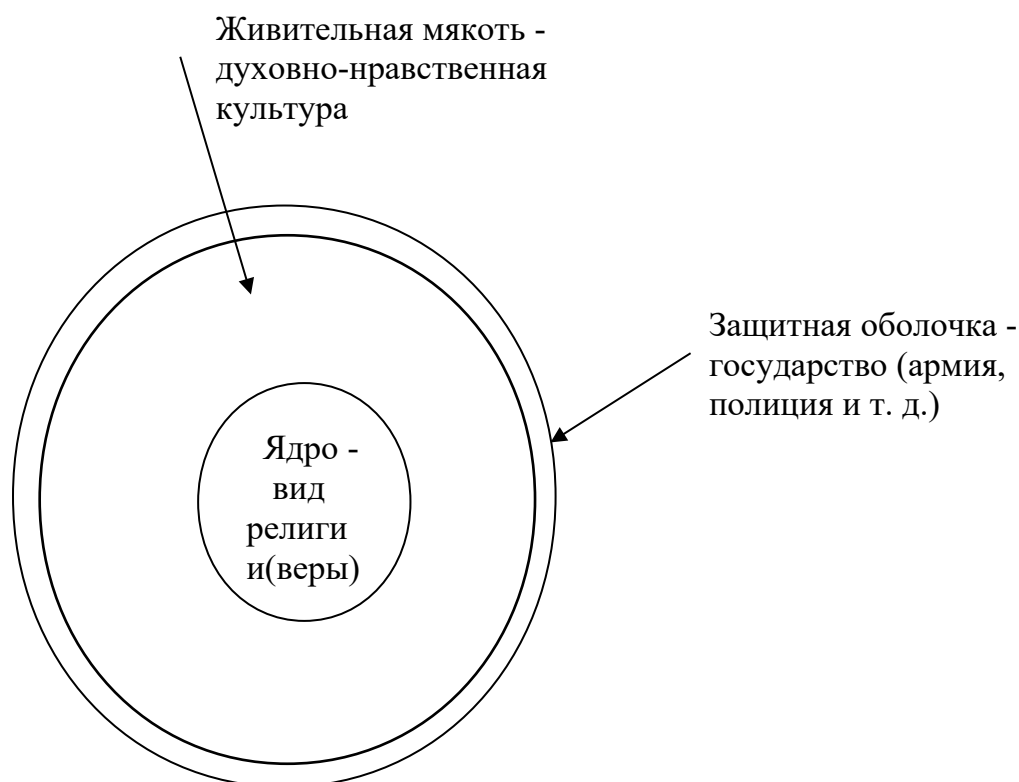 Живительная мякоть -
духовно-нравственная
культура
Защитная оболочка -
государство (армия,
полиция и т. д.)
Ядро -
вид
религи
и(веры)